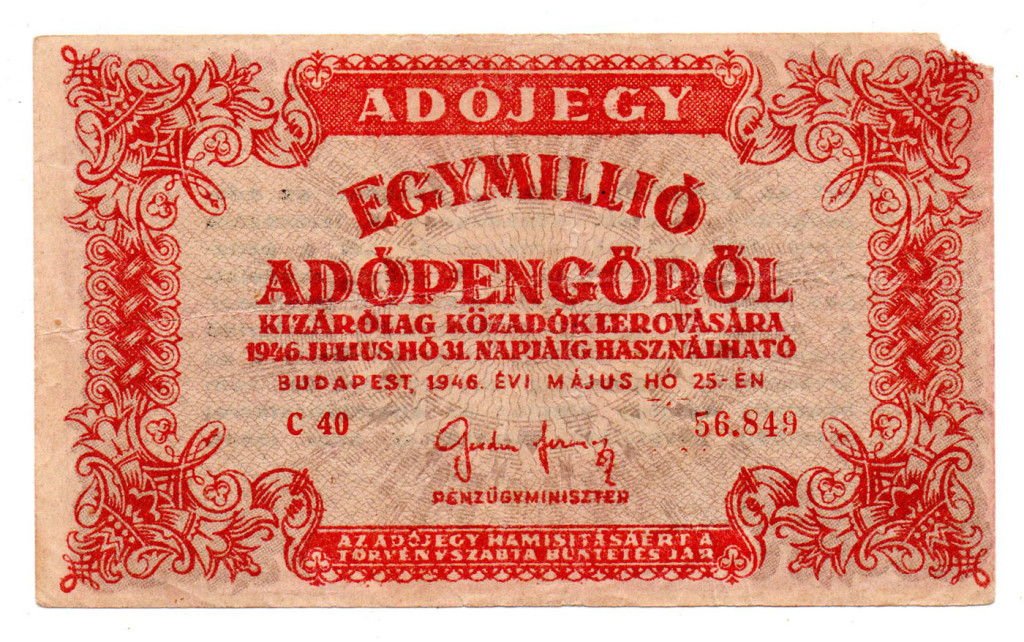 ADÓJEGY
EGYMILLIÓ
ADÓPENGŐRŐL
KIZÁRÓLAG KÖZADÓK LEROVÁSÁRA
1946. JULIUS HÓ 31. NAPJÁIG HASZNÁLHATÓ
BUDAPEST, 1946. ÉVI MÁJUS HÓ 25.-ÉN
C 40 56.849
PÉNZÜGYMINISZTER
AZ ADÓJEGY HAMISITÁSÁÉRT A
TÖRVÉNYSZABTA BÜNTETÉS JÁR